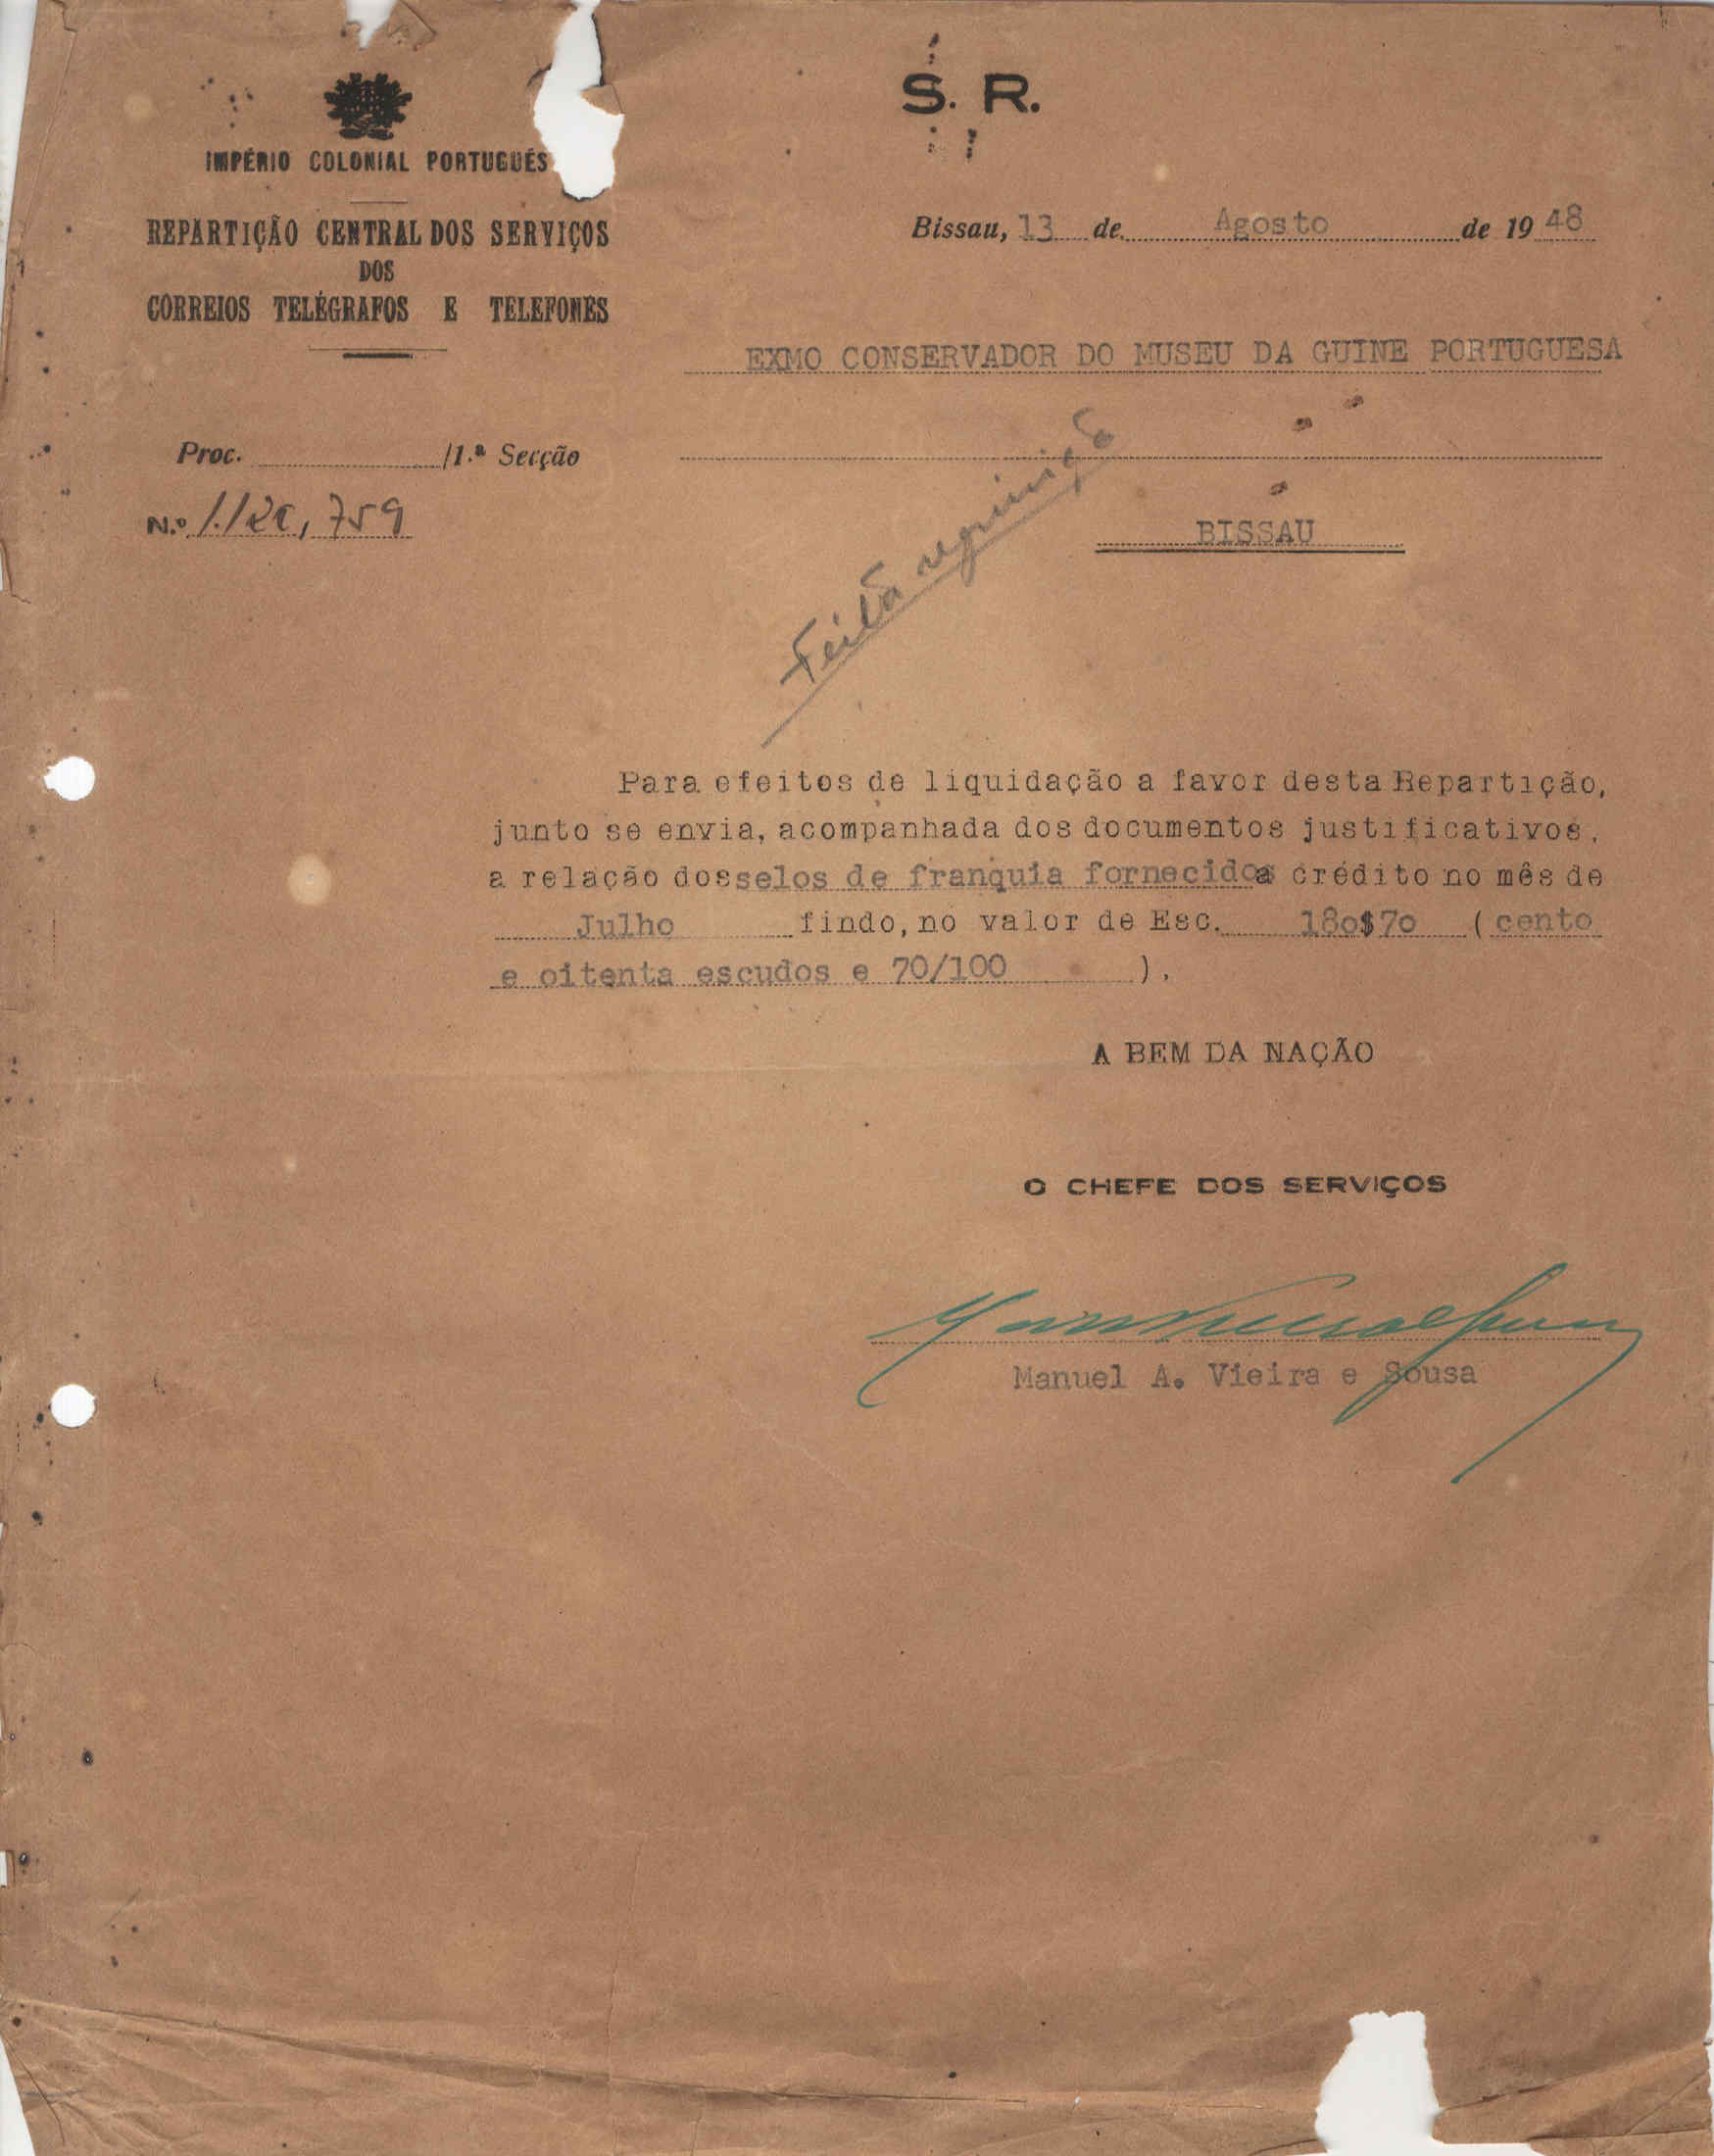 S. R.
IMPÉRIO COLONIAL PORTUGUÊS
REPARTIÇÃO CENTRAL DOS SERVIÇOS
DOS
CORREIOS TELÉGRAFOS E TELEFONES
Bissau, 13 de Agosto de 1948
EXMO CONSERVADOR DO MUSEU DA GUINE PORTUGUESA
Proc. /1.ª Secção
N.º 759
BISSAU
Feita
Para efeitos de liquidação a favor desta Repartição,
junto se envia, acompanhada dos documentos justificativos,
a relação dos selos de franquia fornecidos a crédito no mês de
Julho findo, no valor de Esc. 180$70 (cento
e oitenta escudos e 70/100 ).
A BEM DA NAÇÃO
O CHEFE DOS SERVIÇOS
Manuel A. Vieira e Sousa